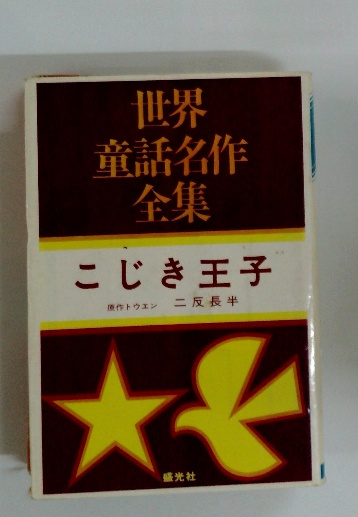 世界
童話名作
全集
こじき王子
原作トウエン 二反長半
盛光社